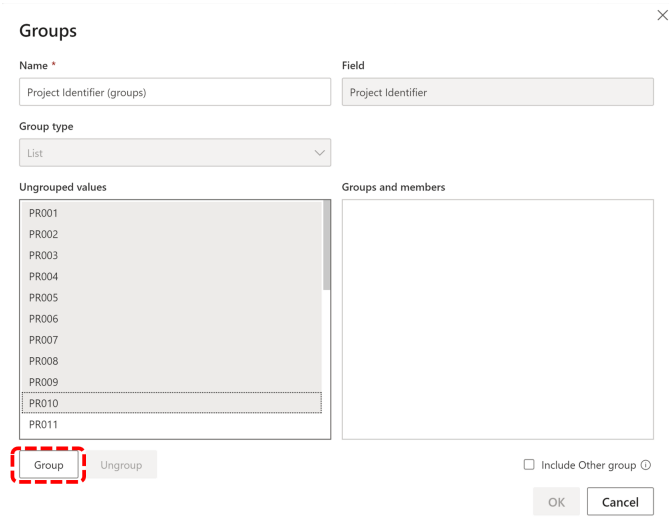 Groups
Name *
Field
Project Identifier (groups)
Project Identifier
Group type
List
Ungrouped values
Groups and members
PR001
PR002
PR003
PR004
PR005
PR006
PR007
PR008
PR009
PR010
PR011
Group
Ungroup
Include Other group
OK
Cancel